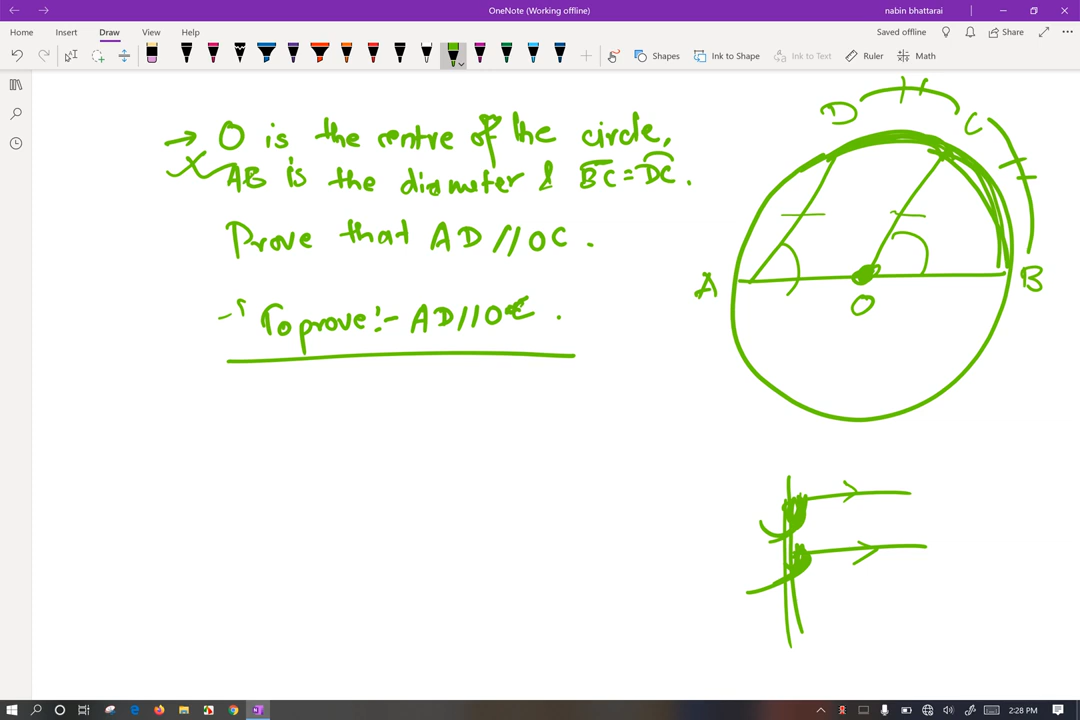 OneNote (Working offline)
nabin bhattarai
Home Insert Draw View Help
Saved offline
Share
Shapes
Ink to Shape
Ink to Text
Ruler
Math
→ O is the centre of the circle,
AB is the diameter & BC = DC.
Prove that AD // OC.
To prove :- AD // OC.
D
C
A
B
O
2:28 PM